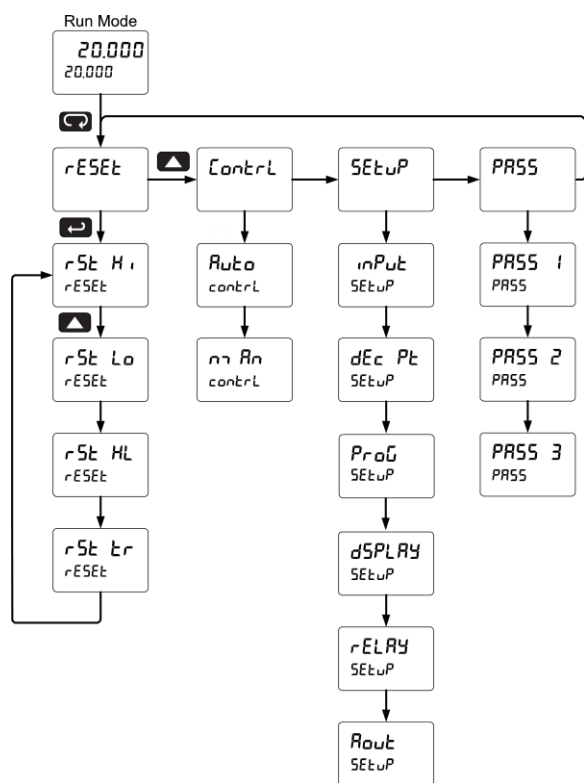 Run Mode
20.000
20.000
rESEt
ContrL
SEtuP
PASS
rSt Hi
rESEt
Auto
contrL
inPut
SEtuP
PASS 1
PASS
rSt Lo
rESEt
mAn
contrL
dEc Pt
SEtuP
PASS 2
PASS
rSt HL
rESEt
ProG
SEtuP
PASS 3
PASS
rSt tr
rESEt
dSPLAY
SEtuP
rELAY
SEtuP
Aout
SEtuP